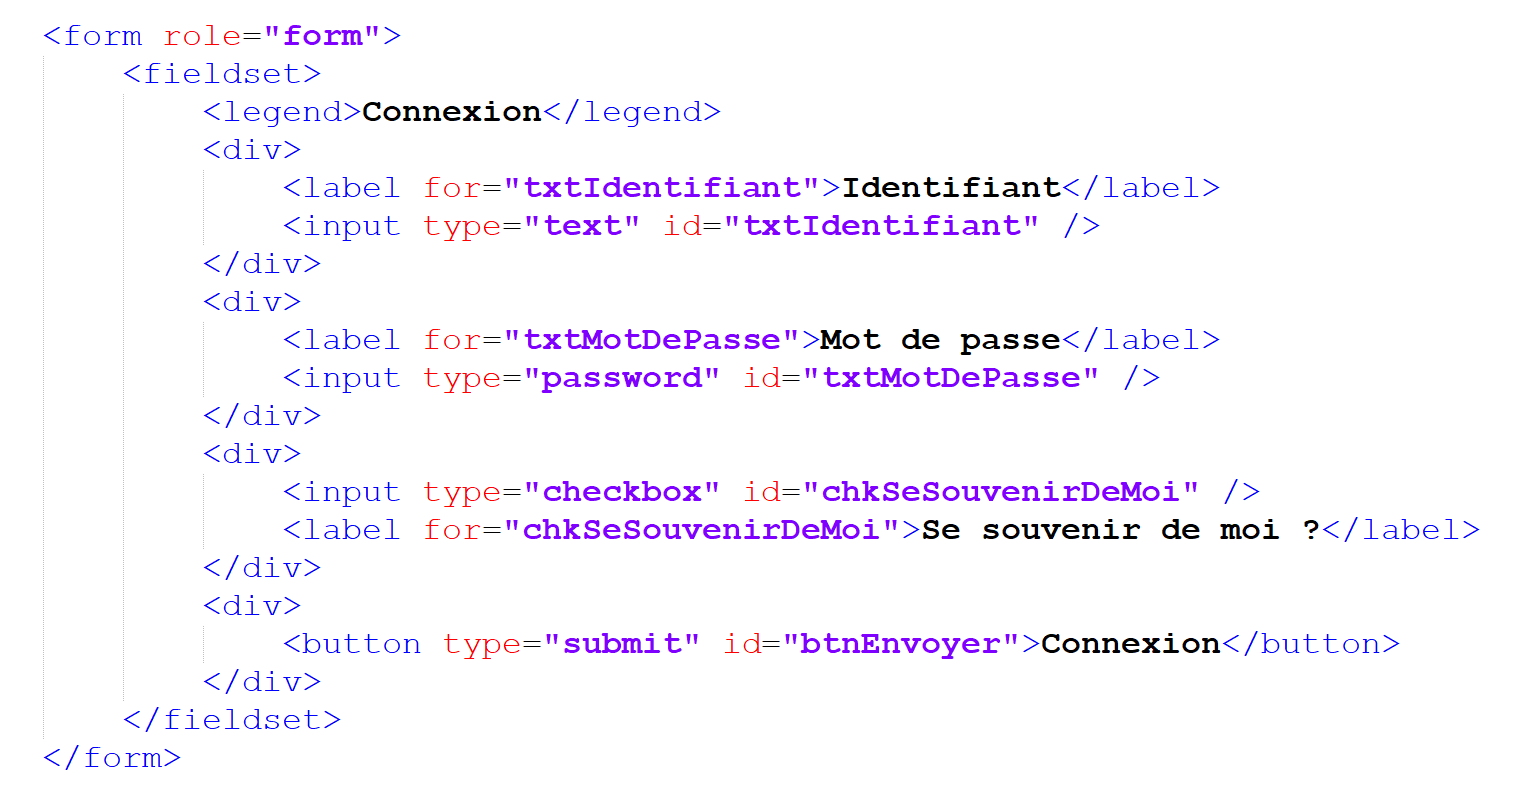 <form role="form">
<fieldset>
<legend>Connexion</legend>
<div>
<label for="txtIdentifiant">Identifiant</label>
<input type="text" id="txtIdentifiant" />
</div>
<div>
<label for="txtMotDePasse">Mot de passe</label>
<input type="password" id="txtMotDePasse" />
</div>
<div>
<input type="checkbox" id="chkSeSouvenirDeMoi" />
<label for="chkSeSouvenirDeMoi">Se souvenir de moi ?</label>
</div>
<div>
<button type="submit" id="btnEnvoyer">Connexion</button>
</div>
</fieldset>
</form>